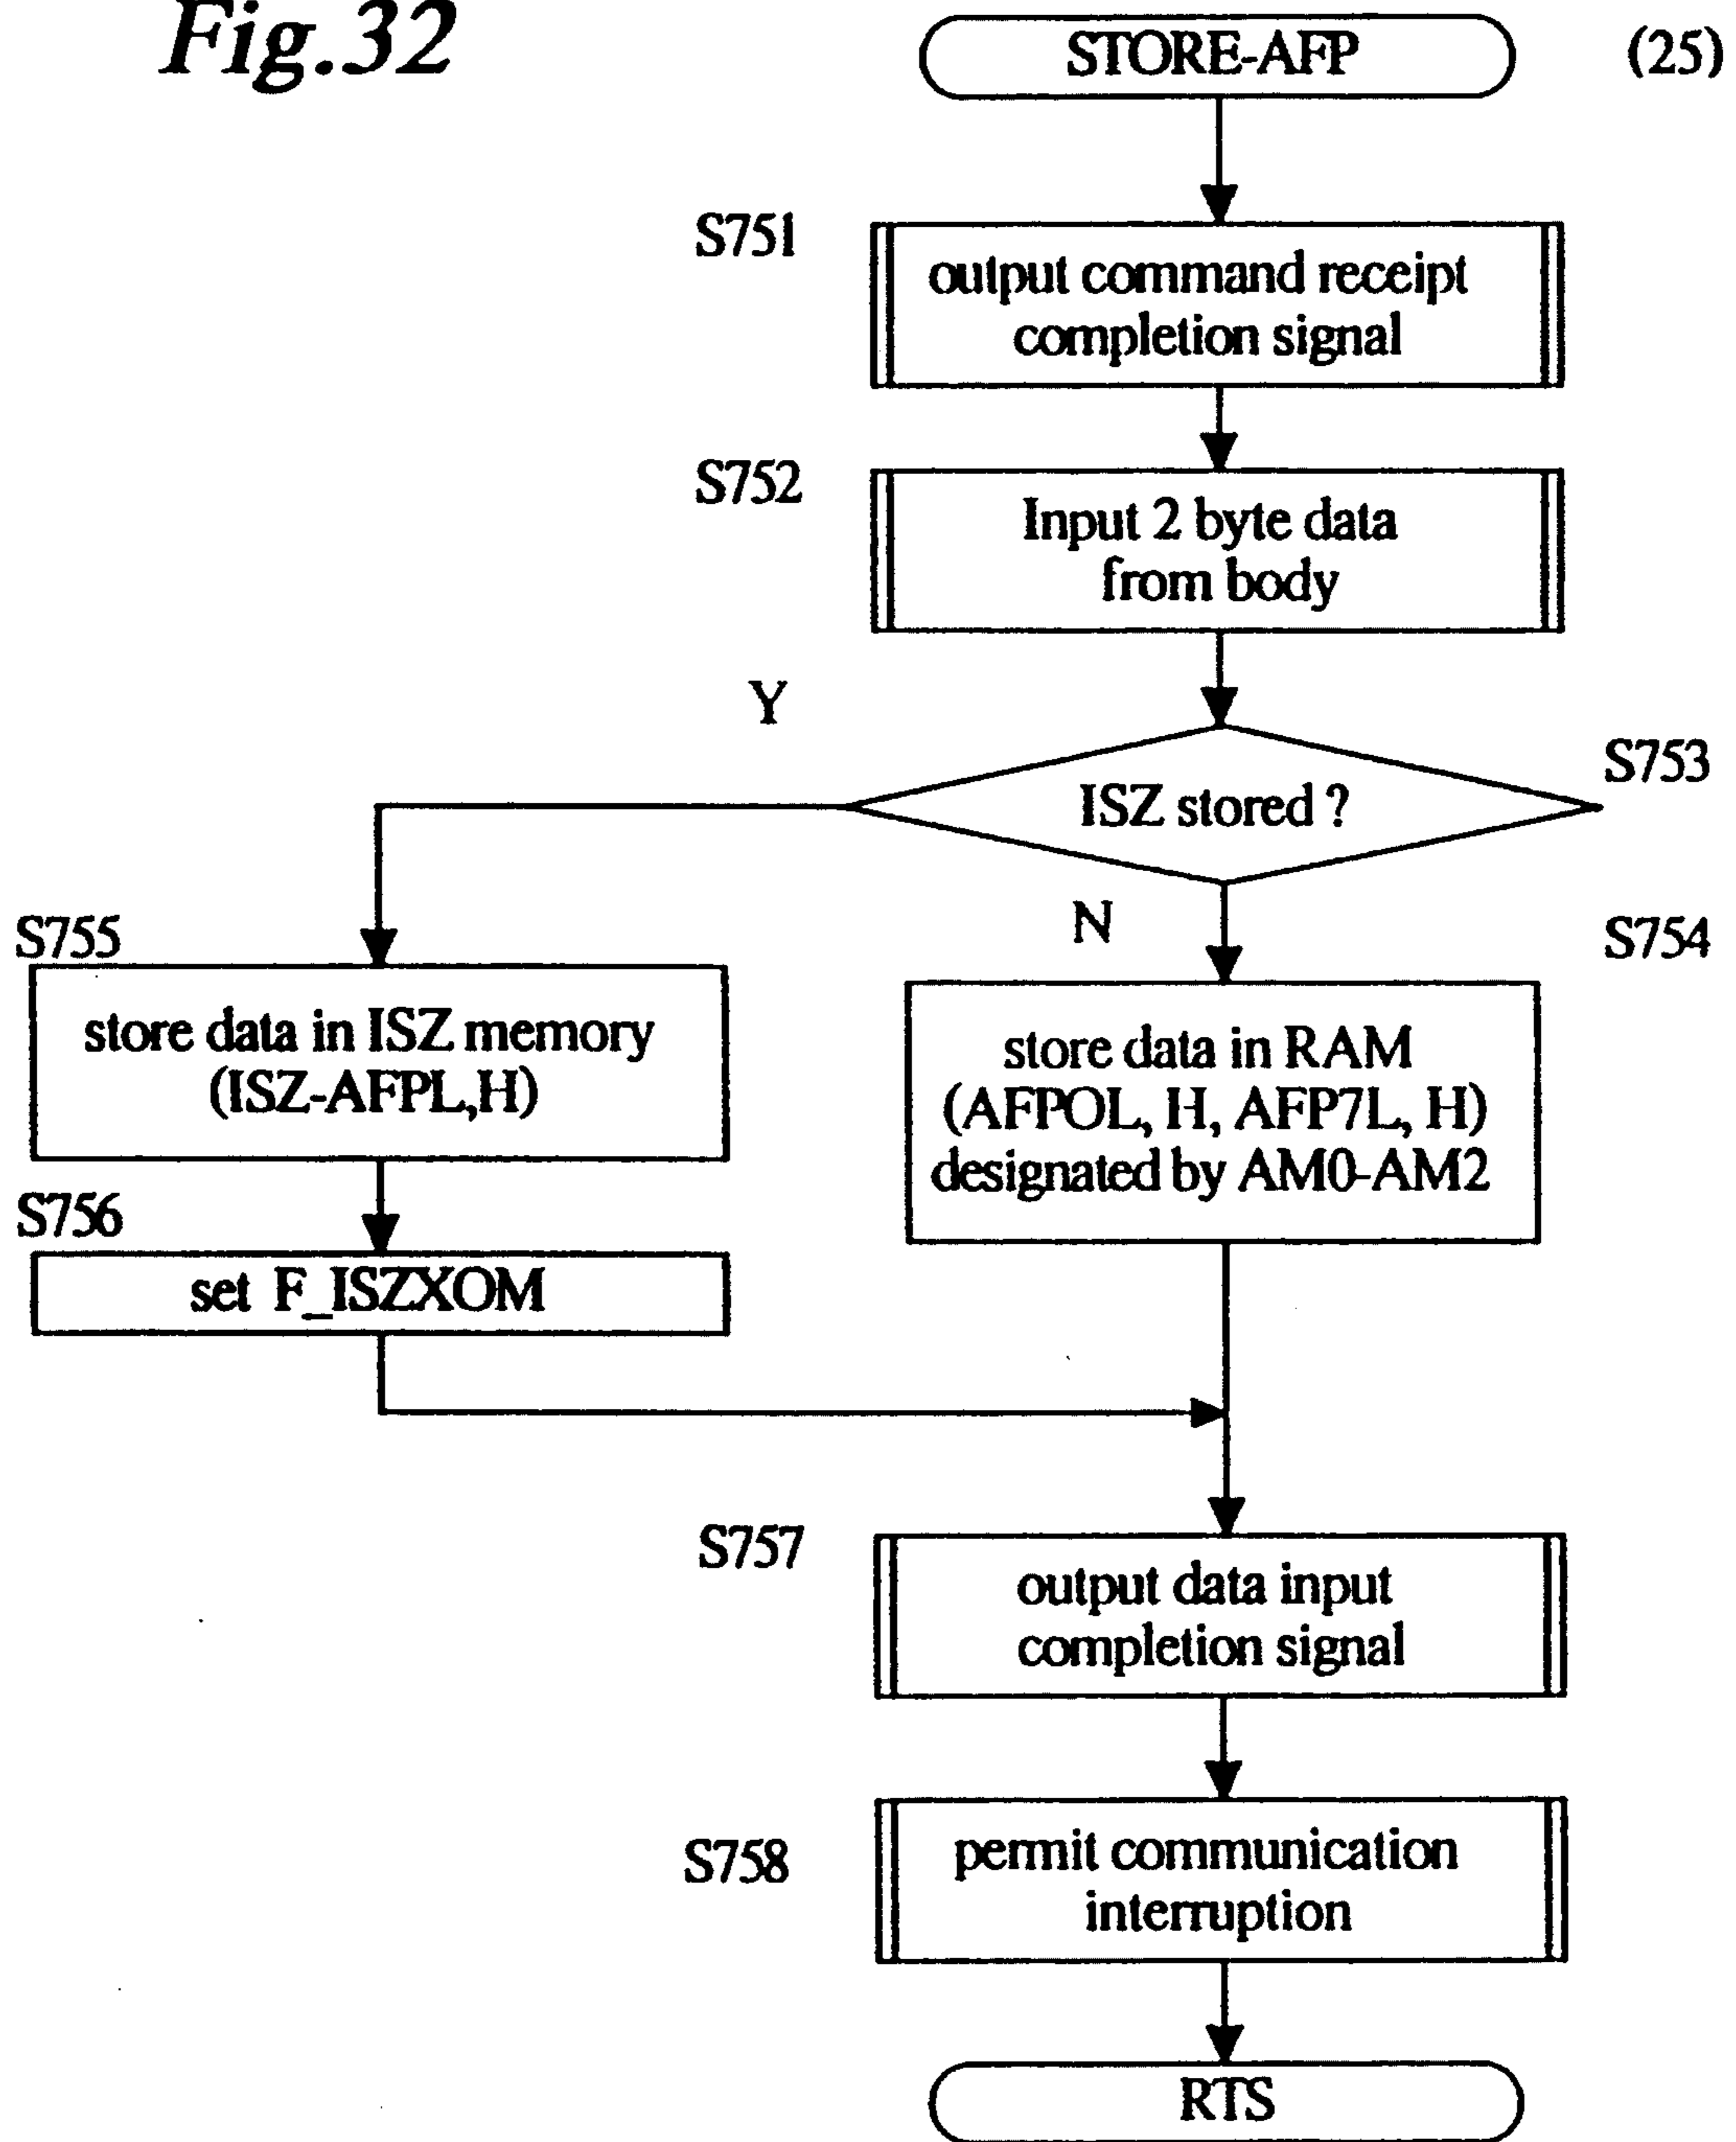 Fig.32
STORE-AFP
(25)
S751
output command receipt
completion signal
S752
Input 2 byte data
from body
Y
S753
ISZ stored ?
N
S755
S754
store data in ISZ memory
(ISZ-AFPL,H)
store data in RAM
(AFPOL, H, AFP7L, H)
designated by AM0-AM2
S756
set F_ISZXOM
S757
output data input
completion signal
S758
permit communication
interruption
RTS